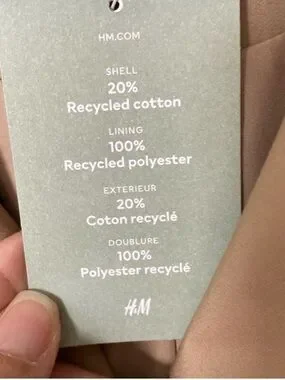 HM.COM
SHELL
20%
Recycled cotton
LINING
100%
Recycled polyester
EXTERIEUR
20%
Coton recyclé
DOUBLURE
100%
Polyester recyclé
H&M